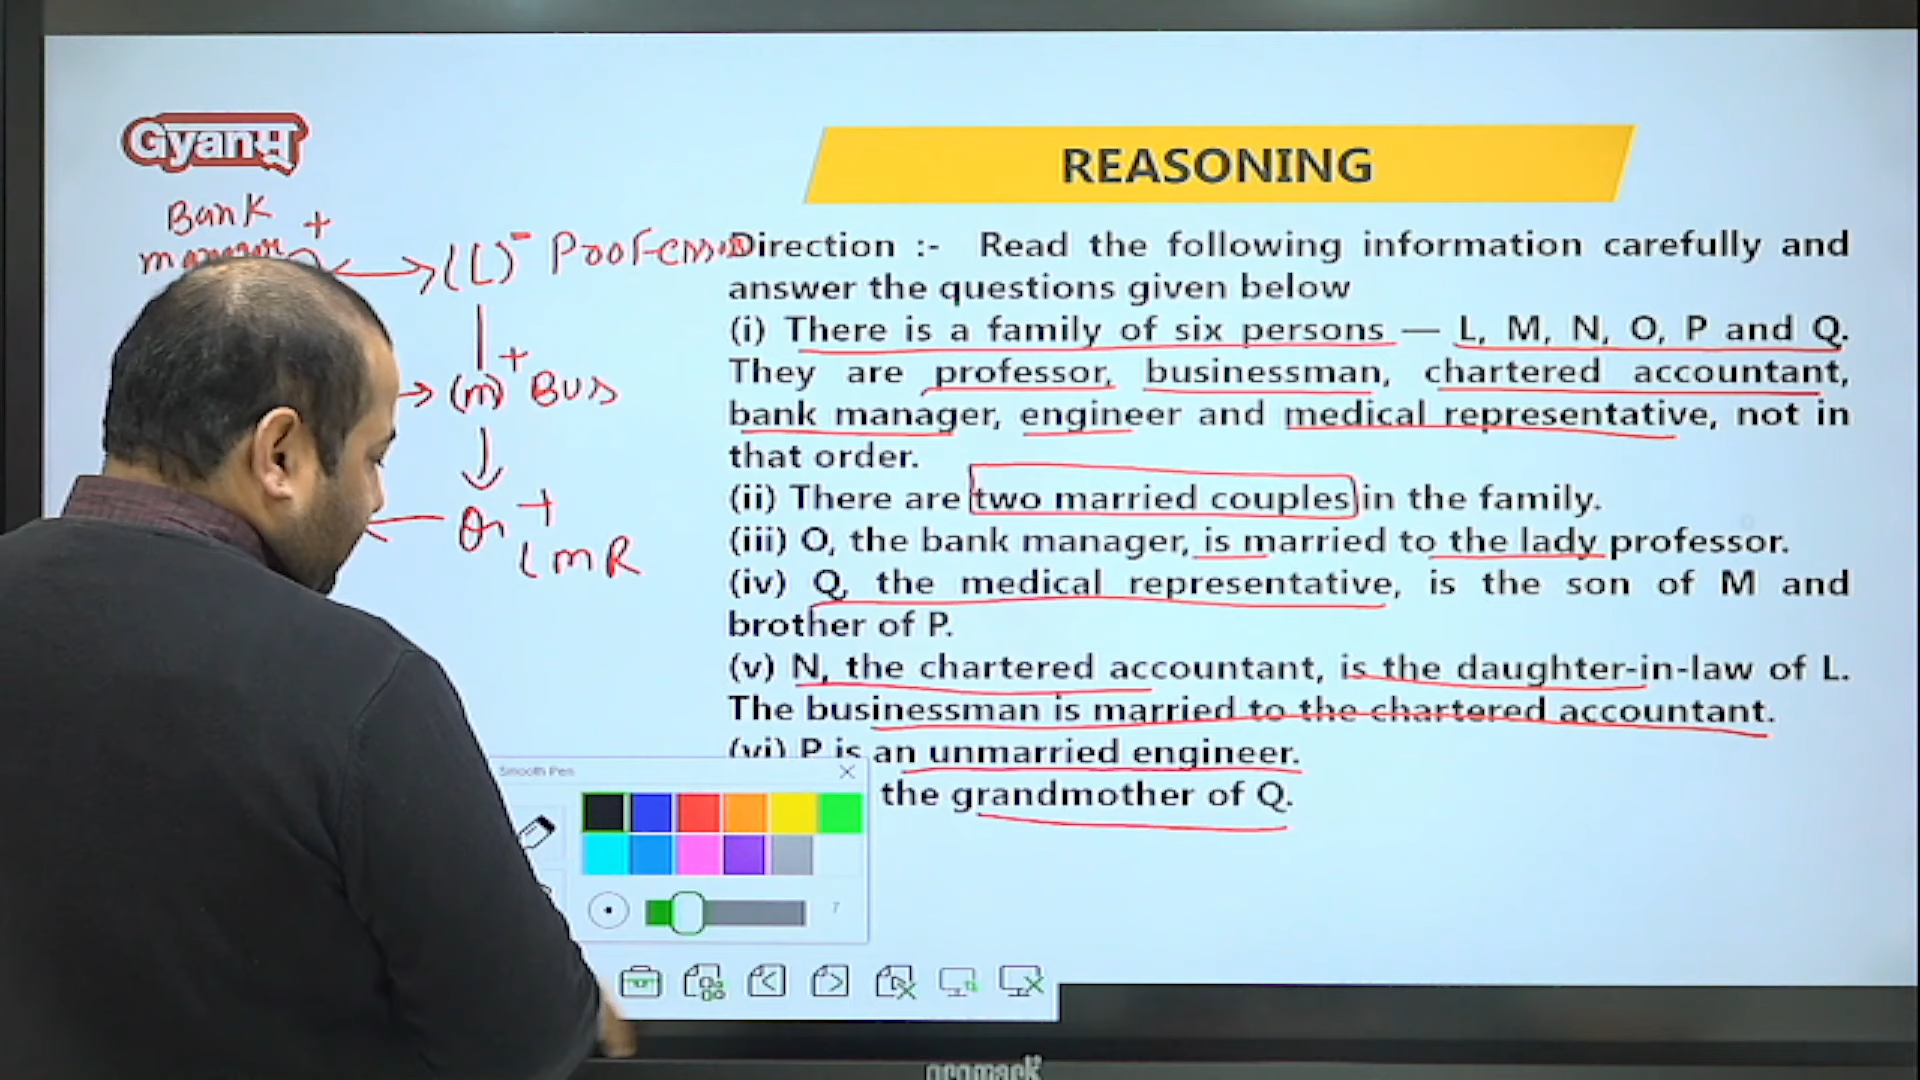 Gyanम्
REASONING
Bank
+
(L)⁻ Professor
Direction :- Read the following information carefully and
answer the questions given below
(i) There is a family of six persons — L, M, N, O, P and Q.
They are professor, businessman, chartered accountant,
bank manager, engineer and medical representative, not in
that order.
(ii) There are two married couples in the family.
(iii) O, the bank manager, is married to the lady professor.
(iv) Q, the medical representative, is the son of M and
brother of P.
(v) N, the chartered accountant, is the daughter-in-law of L.
The businessman is married to the chartered accountant.
(vi) P is an unmarried engineer.
the grandmother of Q.
+
(m) Bus
+
MR
Smooth Pen
7
promark